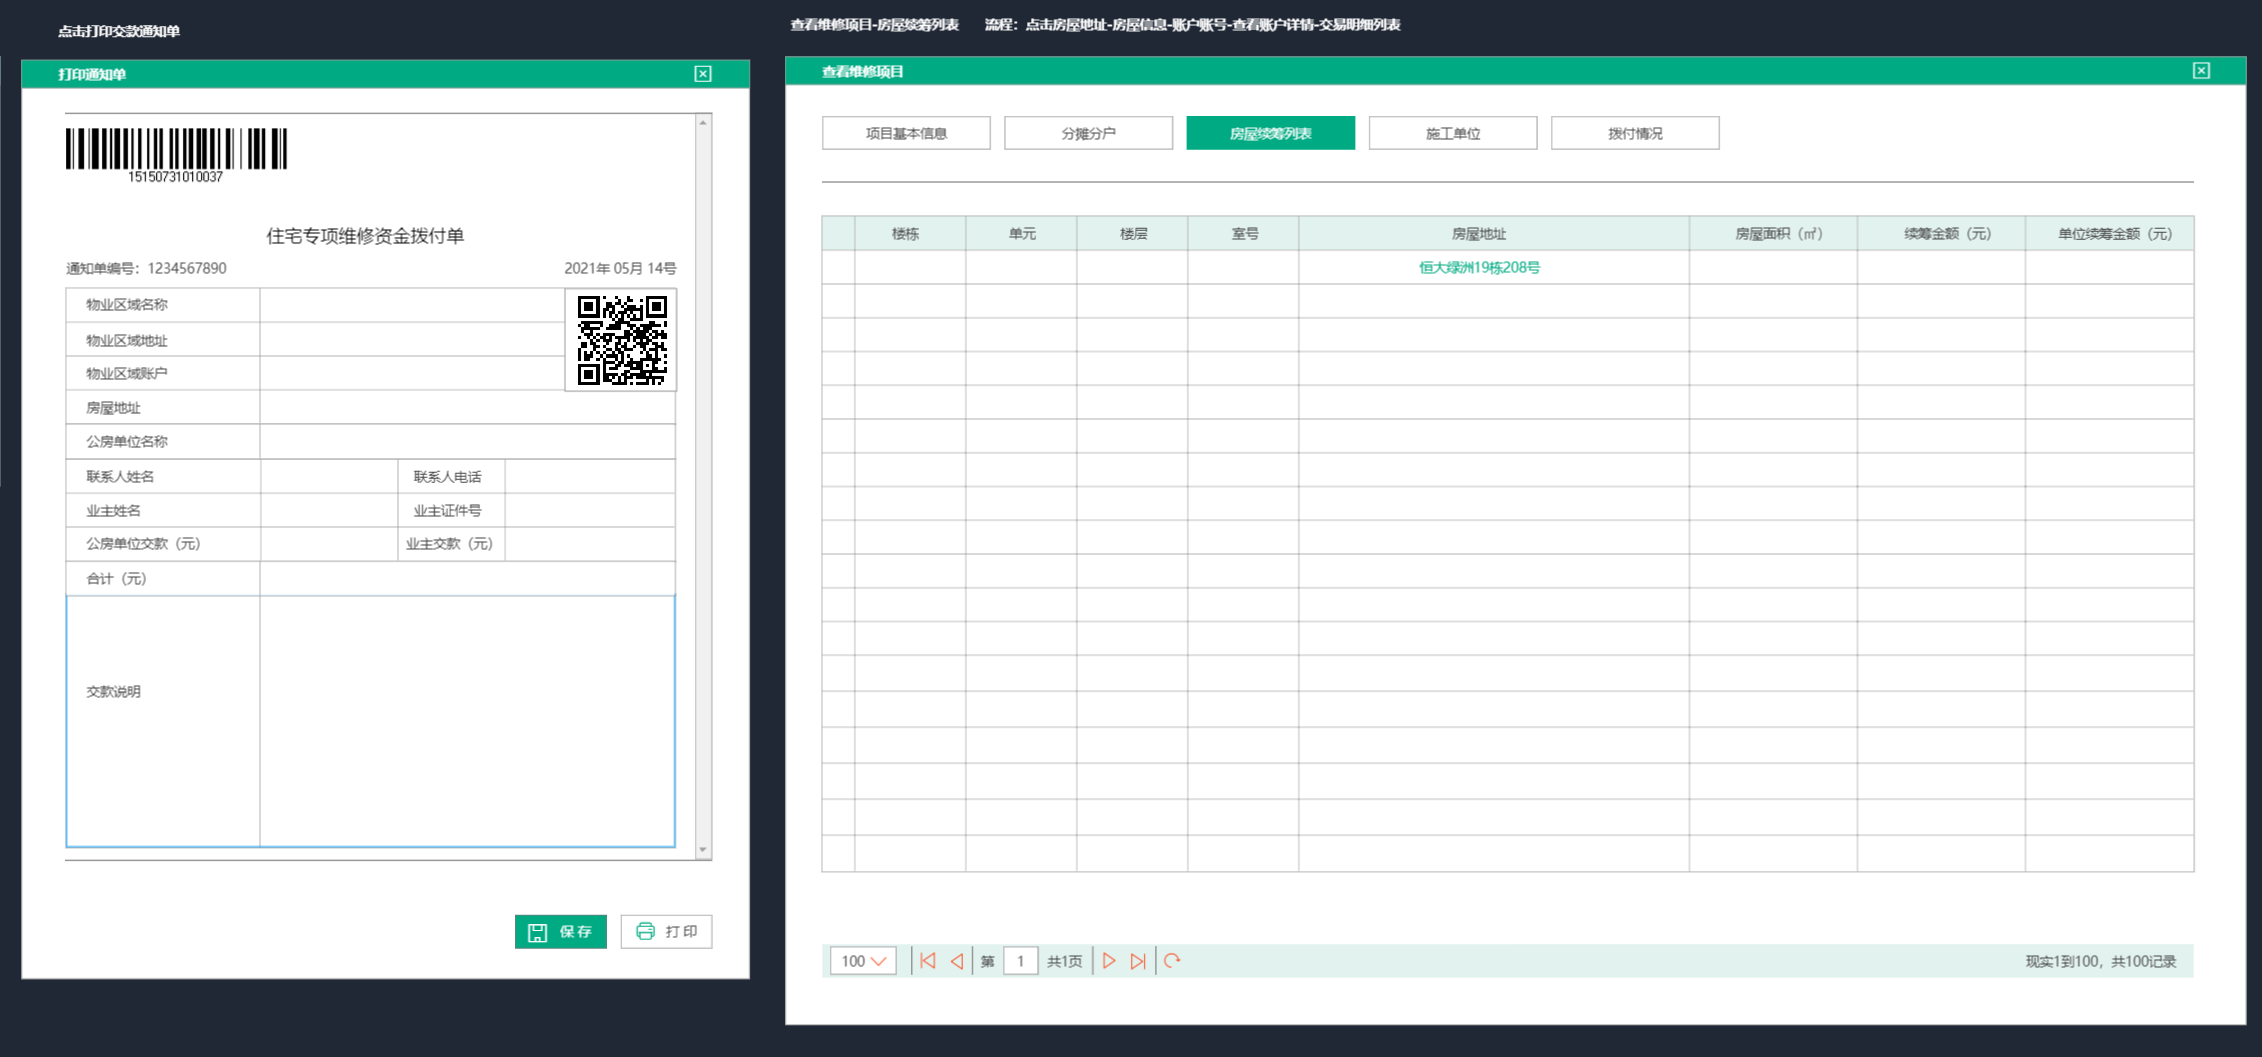 点击打印交款通知单
打印通知单
15150731010037
住宅专项维修资金拨付单
通知单编号：1234567890
2021年 05月 14号
物业区域名称
物业区域地址
物业区域账户
房屋地址
公房单位名称
联系人姓名 联系人电话
业主姓名 业主证件号
公房单位交款（元） 业主交款（元）
合计（元）
交款说明
保存 打印
查看维修项目-房屋续筹列表 流程：点击房屋地址-房屋信息-账户账号-查看账户详情-交易明细列表
查看维修项目
项目基本信息 分摊分户 房屋续筹列表 施工单位 拨付情况
楼栋 单元 楼层 室号 房屋地址 房屋面积（㎡） 续筹金额（元） 单位续筹金额（元）
恒大绿洲19栋208号
100 第 1 共1页 现实1到100，共100记录